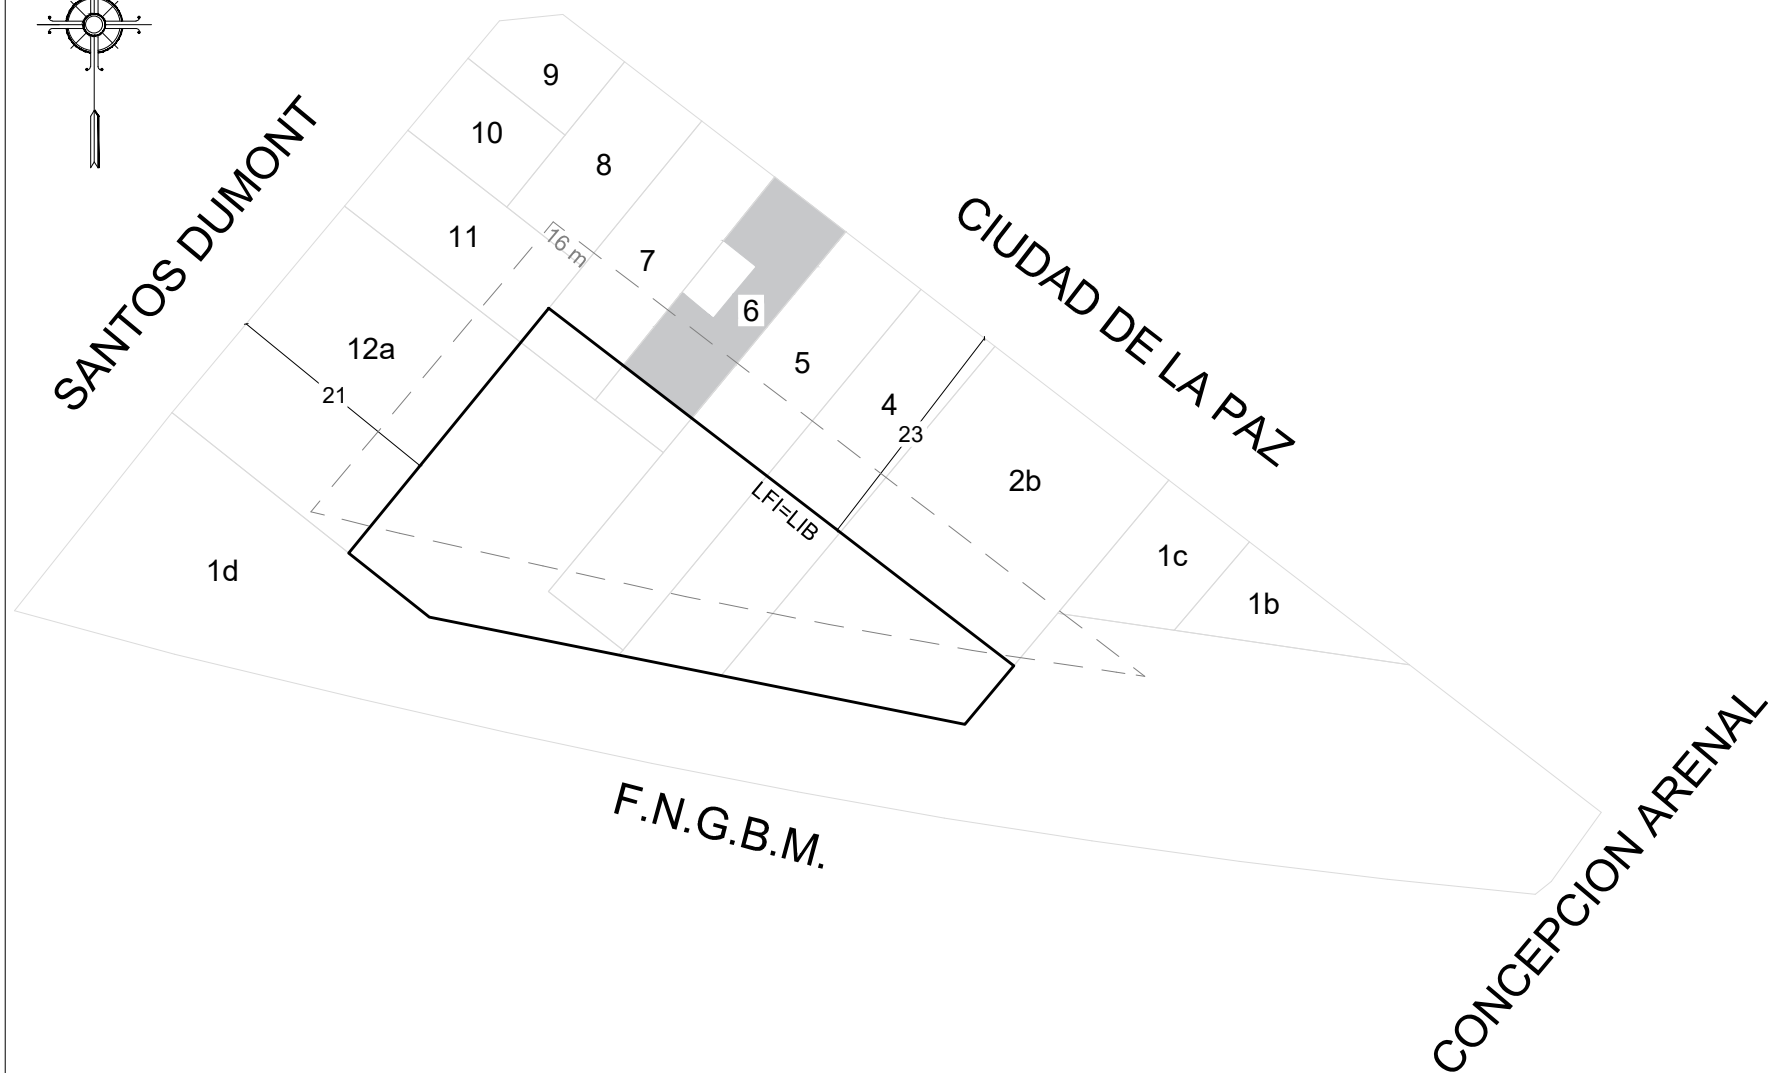 9
10
SANTOS DUMONT
8
CIUDAD DE LA PAZ
11
16 m
7
6
12a
5
21
4
23
2b
LFI=LIB
1c
1d
1b
F.N.G.B.M.
CONCEPCION ARENAL